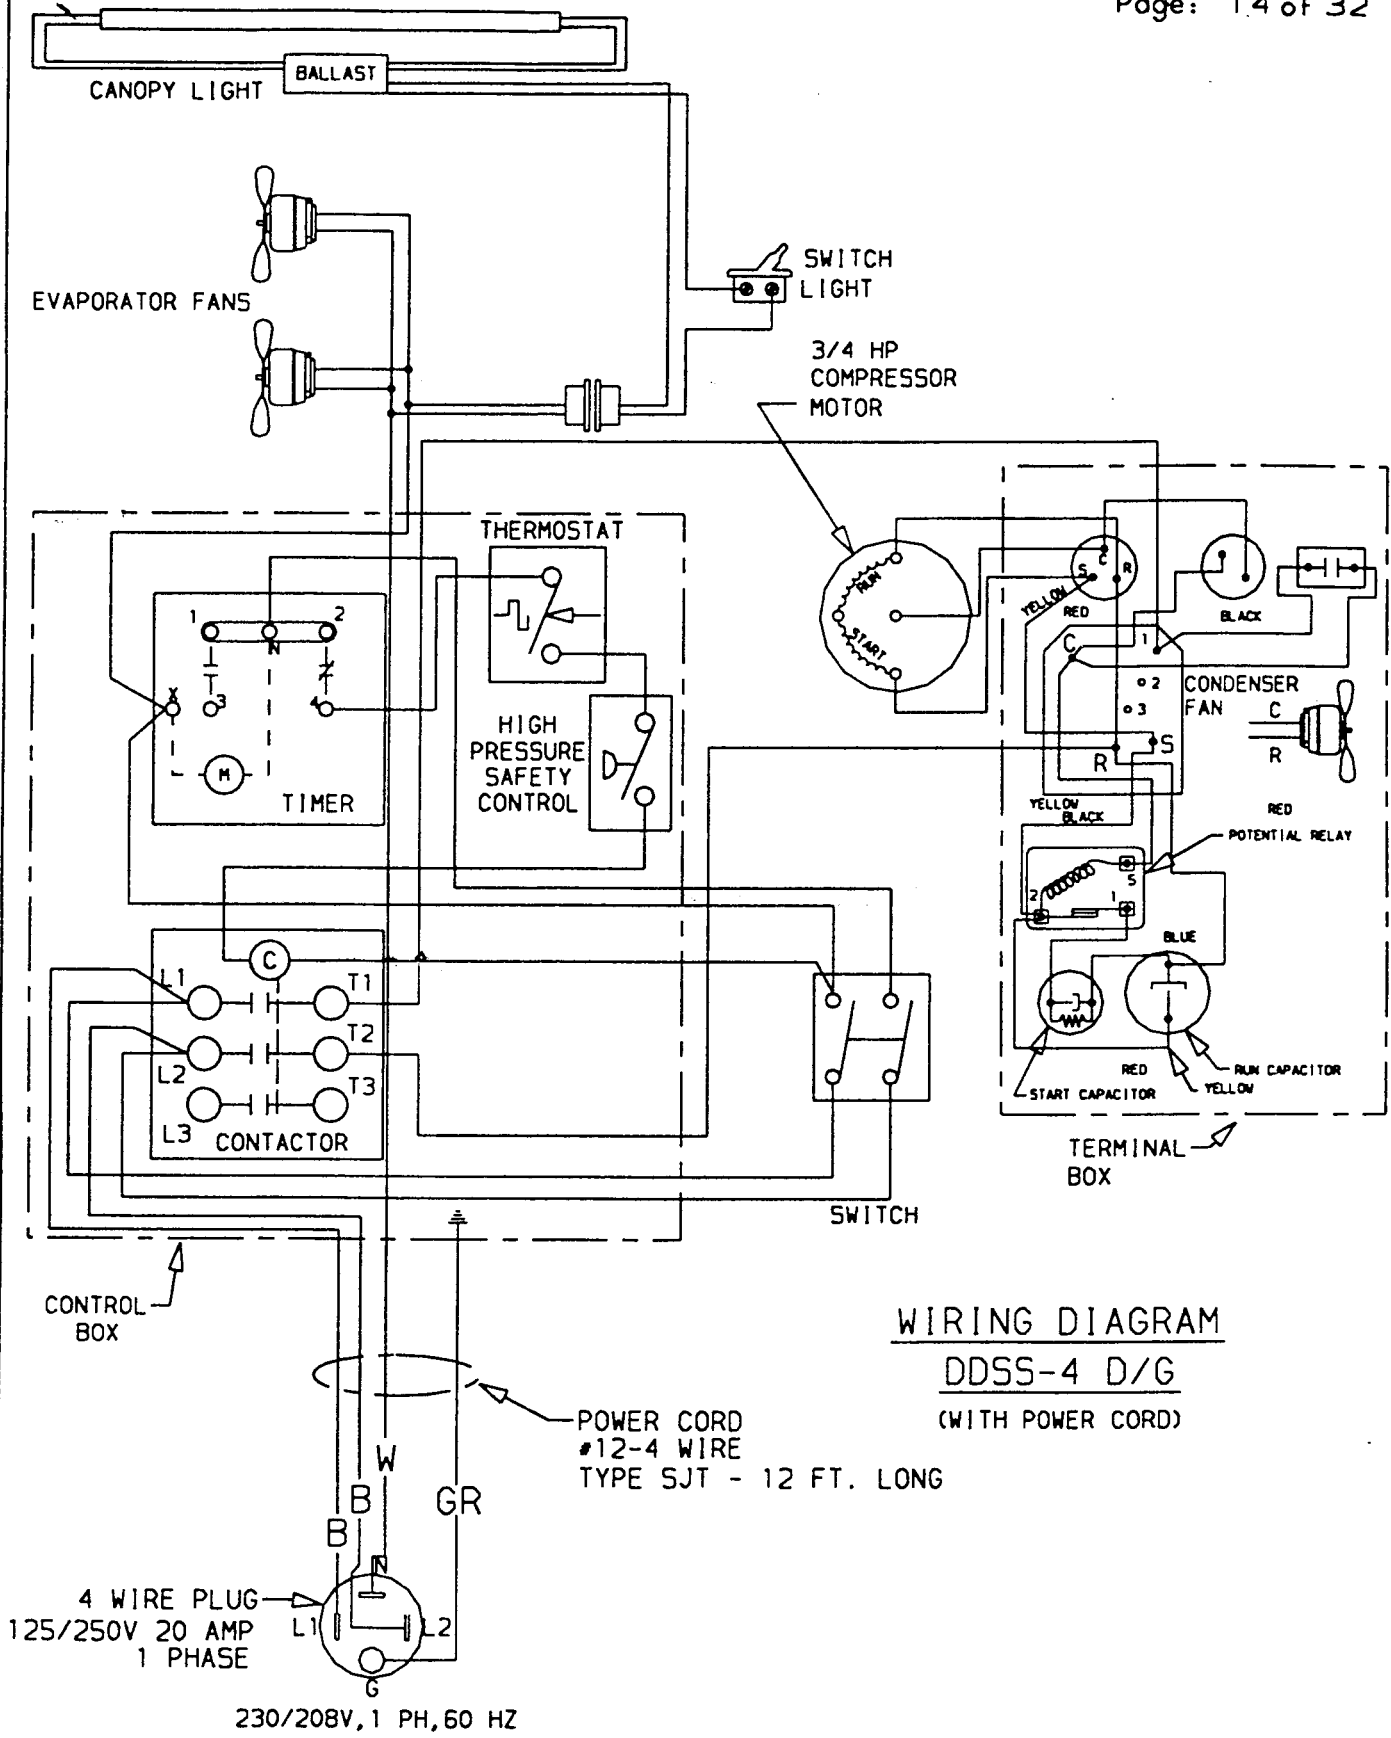 Page: 14 of 32
BALLAST
CANOPY LIGHT
SWITCH
LIGHT
EVAPORATOR FANS
3/4 HP
COMPRESSOR
MOTOR
THERMOSTAT
1
2
N
X
3
4
M
TIMER
HIGH
PRESSURE
SAFETY
CONTROL
RUN
START
C
S
R
YELLOW
RED
BLACK
C
1
2
3
S
R
CONDENSER
FAN
C
R
YELLOW
BLACK
RED
POTENTIAL RELAY
2
5
1
BLUE
RED
RUN CAPACITOR
YELLOW
START CAPACITOR
TERMINAL
BOX
C
L1
T1
T2
L2
T3
L3
CONTACTOR
SWITCH
CONTROL
BOX
WIRING DIAGRAM
DDSS-4 D/G
(WITH POWER CORD)
POWER CORD
#12-4 WIRE
TYPE SJT - 12 FT. LONG
W
B
GR
B
N
4 WIRE PLUG
125/250V 20 AMP
1 PHASE
L1
L2
G
230/208V,1 PH,60 HZ